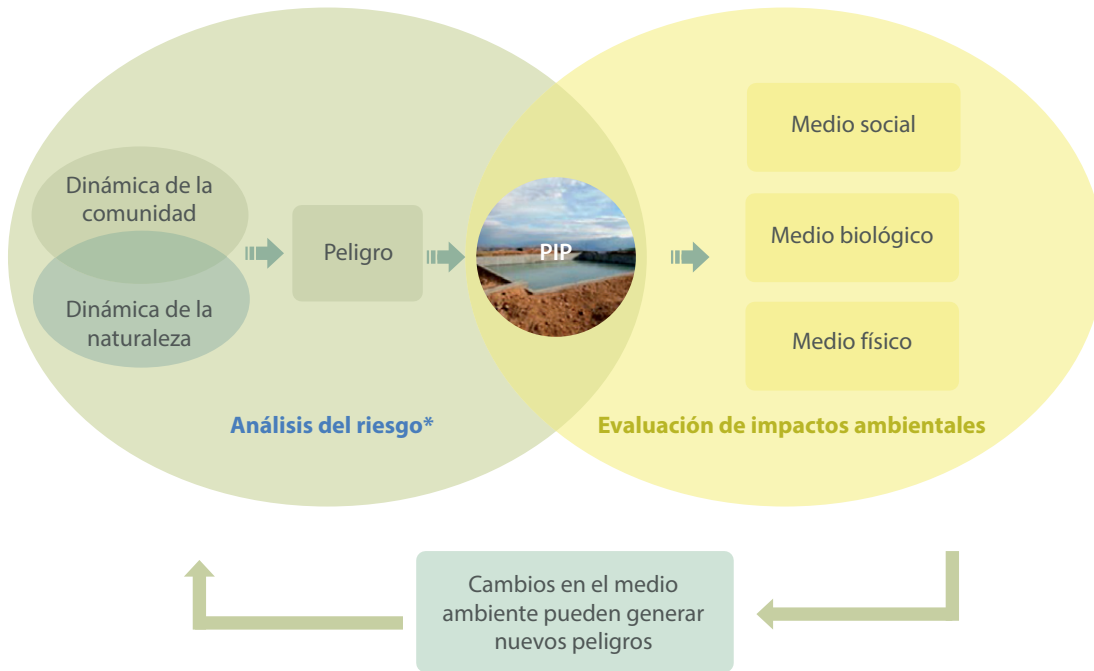 Dinámica de la
comunidad
Dinámica de la
naturaleza
Peligro
PIP
Medio social
Medio biológico
Medio físico
Análisis del riesgo*
Evaluación de impactos ambientales
Cambios en el medio
ambiente pueden generar
nuevos peligros